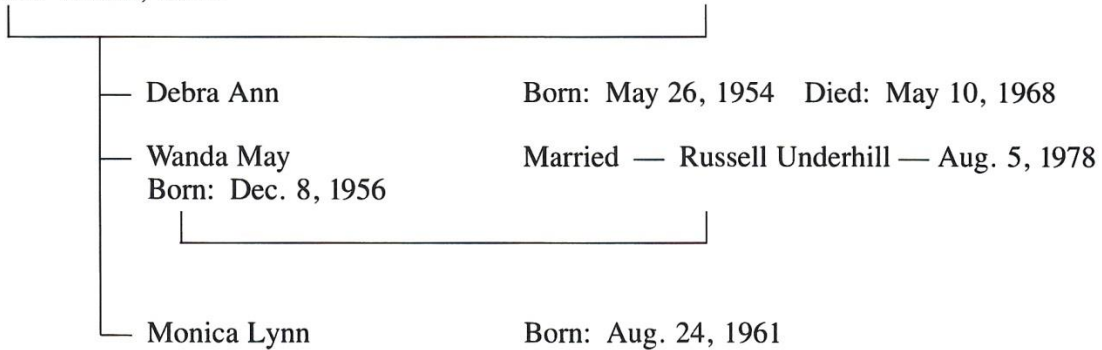 Debra Ann Born: May 26, 1954 Died: May 10, 1968
Wanda May Married — Russell Underhill — Aug. 5, 1978
Born: Dec. 8, 1956
Monica Lynn Born: Aug. 24, 1961